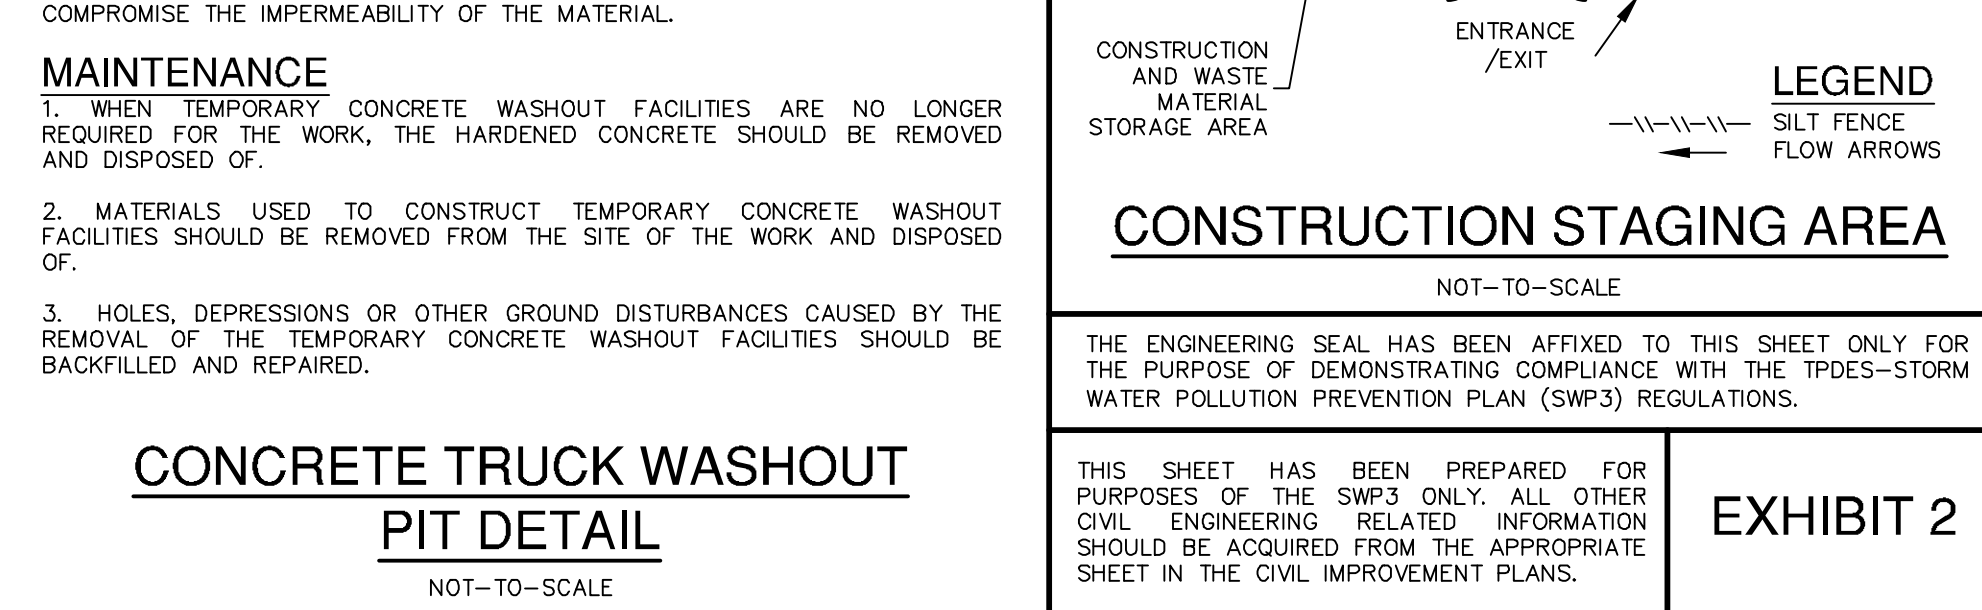 COMPROMISE THE IMPERMEABILITY OF THE MATERIAL.
MAINTENANCE
1. WHEN TEMPORARY CONCRETE WASHOUT FACILITIES ARE NO LONGER
REQUIRED FOR THE WORK, THE HARDENED CONCRETE SHOULD BE REMOVED
AND DISPOSED OF.
2. MATERIALS USED TO CONSTRUCT TEMPORARY CONCRETE WASHOUT
FACILITIES SHOULD BE REMOVED FROM THE SITE OF THE WORK AND DISPOSED
OF.
3. HOLES, DEPRESSIONS OR OTHER GROUND DISTURBANCES CAUSED BY THE
REMOVAL OF THE TEMPORARY CONCRETE WASHOUT FACILITIES SHOULD BE
BACKFILLED AND REPAIRED.
CONCRETE TRUCK WASHOUT
PIT DETAIL
NOT-TO-SCALE
CONSTRUCTION
AND WASTE
MATERIAL
STORAGE AREA
ENTRANCE
/EXIT
LEGEND
SILT FENCE
FLOW ARROWS
CONSTRUCTION STAGING AREA
NOT-TO-SCALE
THE ENGINEERING SEAL HAS BEEN AFFIXED TO THIS SHEET ONLY FOR
THE PURPOSE OF DEMONSTRATING COMPLIANCE WITH THE TPDES-STORM
WATER POLLUTION PREVENTION PLAN (SWP3) REGULATIONS.
THIS SHEET HAS BEEN PREPARED FOR
PURPOSES OF THE SWP3 ONLY. ALL OTHER
CIVIL ENGINEERING RELATED INFORMATION
SHOULD BE ACQUIRED FROM THE APPROPRIATE
SHEET IN THE CIVIL IMPROVEMENT PLANS.
EXHIBIT 2